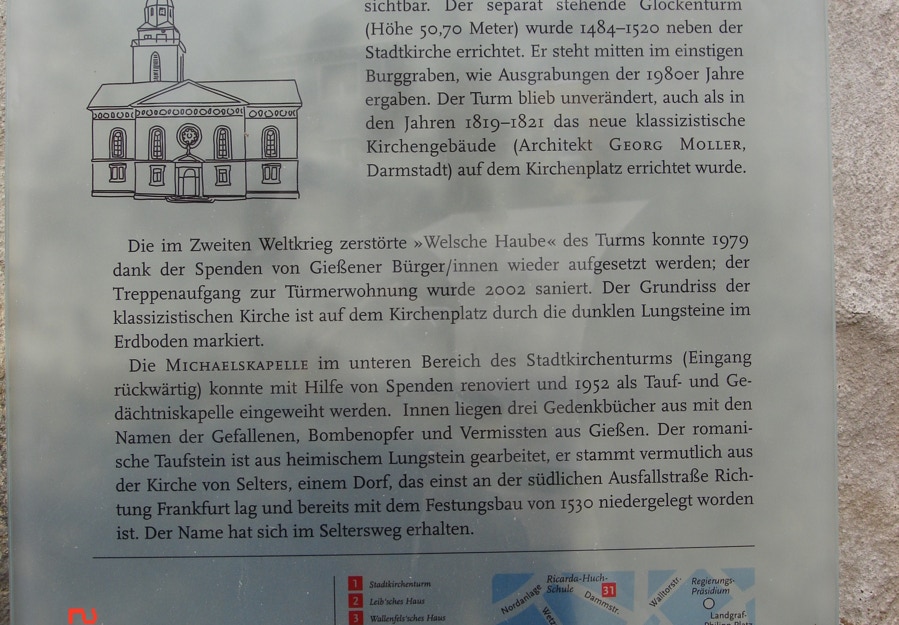 sichtbar. Der separat stehende Glockenturm
(Höhe 50,70 Meter) wurde 1484–1520 neben der
Stadtkirche errichtet. Er steht mitten im einstigen
Burggraben, wie Ausgrabungen der 1980er Jahre
ergaben. Der Turm blieb unverändert, auch als in
den Jahren 1819–1821 das neue klassizistische
Kirchengebäude (Architekt GEORG MOLLER,
Darmstadt) auf dem Kirchenplatz errichtet wurde.
Die im Zweiten Weltkrieg zerstörte »Welsche Haube« des Turms konnte 1979
dank der Spenden von Gießener Bürger/innen wieder aufgesetzt werden; der
Treppenaufgang zur Türmerwohnung wurde 2002 saniert. Der Grundriss der
klassizistischen Kirche ist auf dem Kirchenplatz durch die dunklen Lungsteine im
Erdboden markiert.
Die MICHAELSKAPELLE im unteren Bereich des Stadtkirchenturms (Eingang
rückwärtig) konnte mit Hilfe von Spenden renoviert und 1952 als Tauf- und Ge-
dächtniskapelle eingeweiht werden. Innen liegen drei Gedenkbücher aus mit den
Namen der Gefallenen, Bombenopfer und Vermissten aus Gießen. Der romani-
sche Taufstein ist aus heimischem Lungstein gearbeitet, er stammt vermutlich aus
der Kirche von Selters, einem Dorf, das einst an der südlichen Ausfallstraße Rich-
tung Frankfurt lag und bereits mit dem Festungsbau von 1530 niedergelegt worden
ist. Der Name hat sich im Seltersweg erhalten.
1 Stadtkirchenturm
2 Leib'sches Haus
3 Wallenfels'sches Haus
Nordanlage
Ricarda-Huch-
Schule
31
Dammstr.
Walltorstr.
Regierungs-
Präsidium
Landgraf-